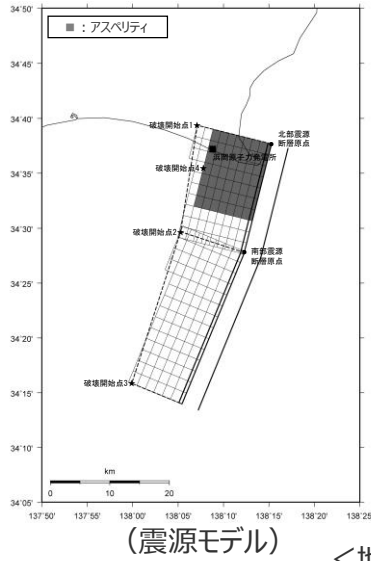 34°50'
■ : アスペリティ
34°45'
34°40'
破壊開始点1
北部震源
断層原点
浜岡原子力発電所
34°35'
破壊開始点4
34°30'
破壊開始点2
南部震源
断層原点
34°25'
34°20'
34°15'
破壊開始点3
34°10'
km
0 10 20
34°05'
137°50' 137°55' 138°00' 138°05' 138°10' 138°15' 138°20' 138°25'
(震源モデル)